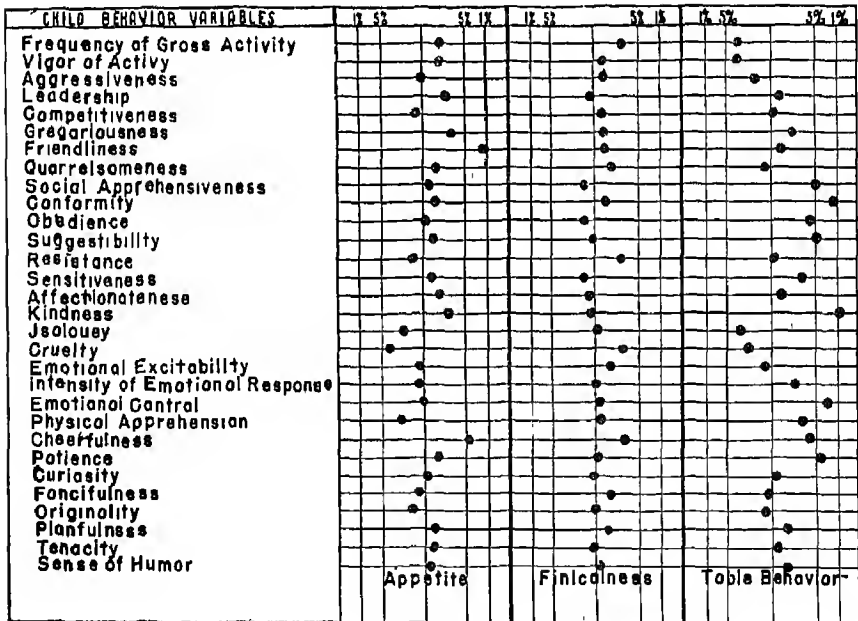 CHILD BEHAVIOR VARIABLES 1% 5% 5% 1% 1% 5% 5% 1% 1% 5% 5% 1%
Frequency of Gross Activity
Vigor of Activy
Aggressiveness
Leadership
Competitiveness
Gregariousness
Friendliness
Quarrelsomeness
Social Apprehensiveness
Conformity
Obedience
Suggestibility
Resistance
Sensitiveness
Affectionateness
Kindness
Jealousy
Cruelty
Emotional Excitability
Intensity of Emotional Response
Emotional Control
Physical Apprehension
Cheerfulness
Patience
Curiosity
Fancifulness
Originality
Planfulness
Tenacity
Sense of Humor
Appetite Finicalness Table Behavior